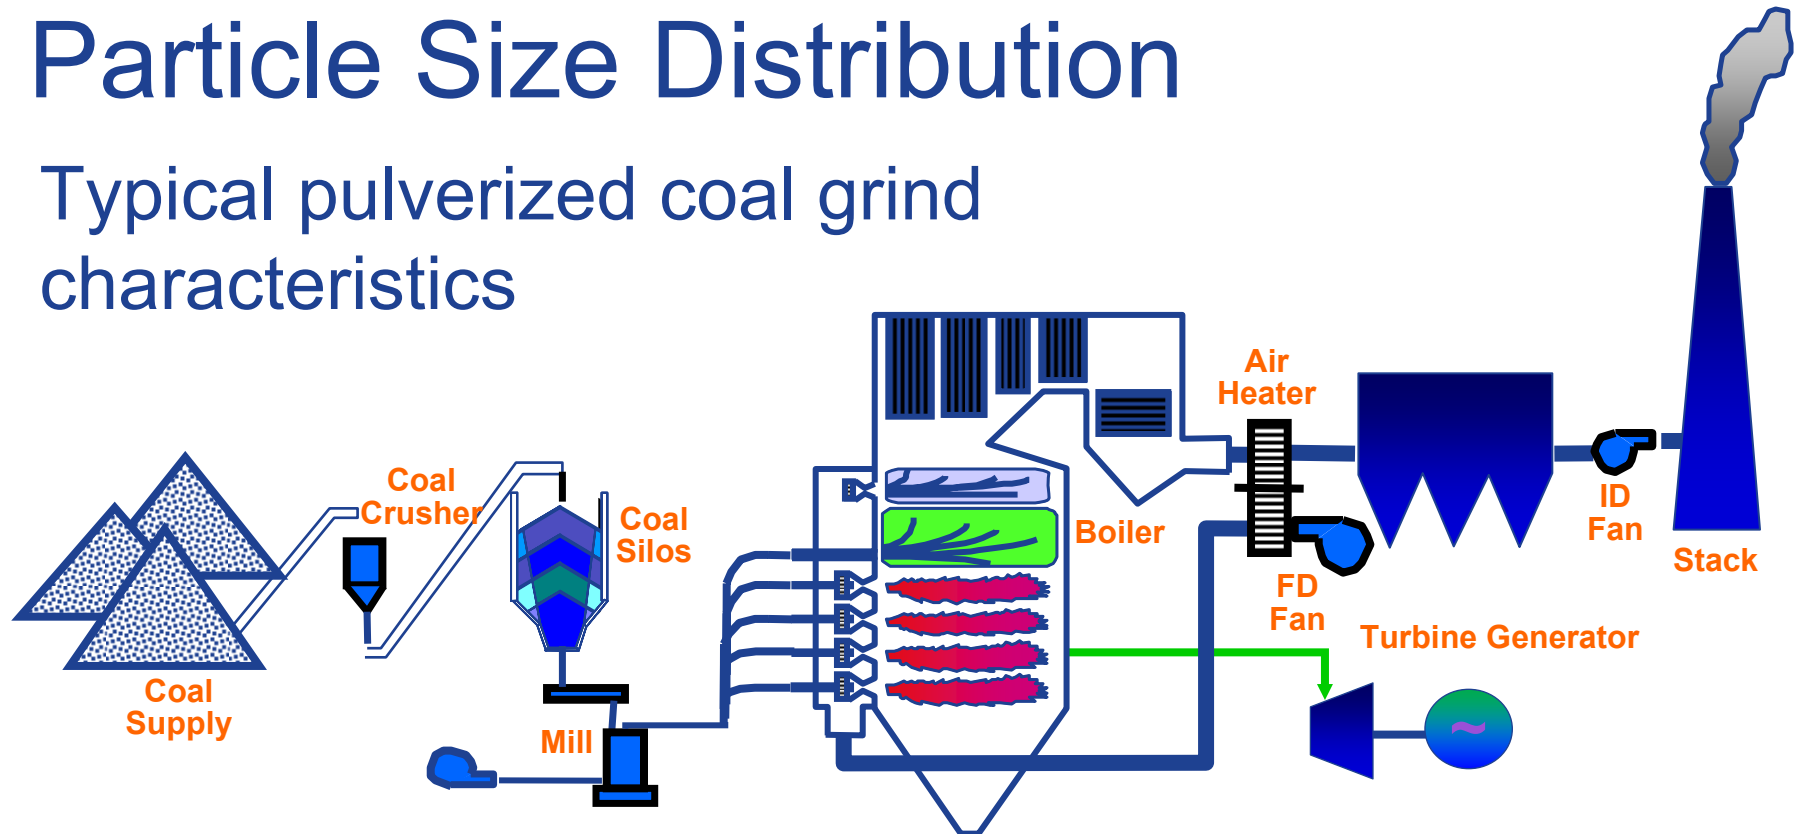 Particle Size Distribution
Typical pulverized coal grind
characteristics
Air
Heater
Coal
Crusher
Coal
Silos
Boiler
ID
Fan
Stack
FD
Fan
Turbine Generator
Coal
Supply
Mill
~